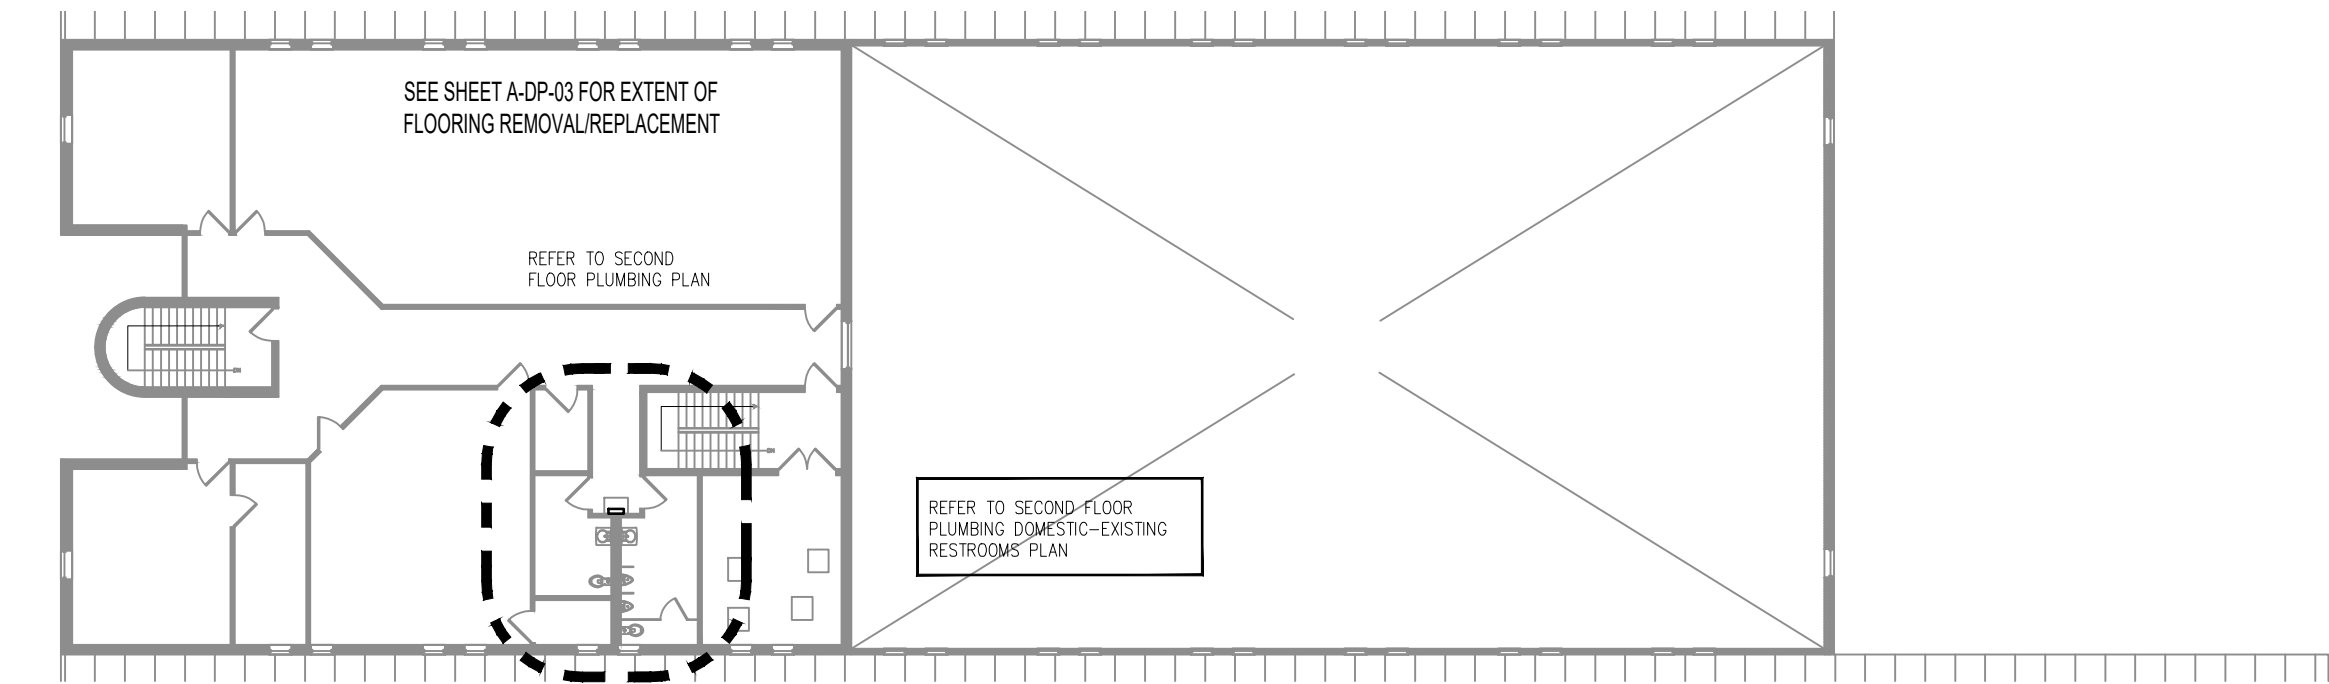 SEE SHEET A-DP-03 FOR EXTENT OF
FLOORING REMOVAL/REPLACEMENT
REFER TO SECOND
FLOOR PLUMBING PLAN
REFER TO SECOND FLOOR
PLUMBING DOMESTIC-EXISTING
RESTROOMS PLAN